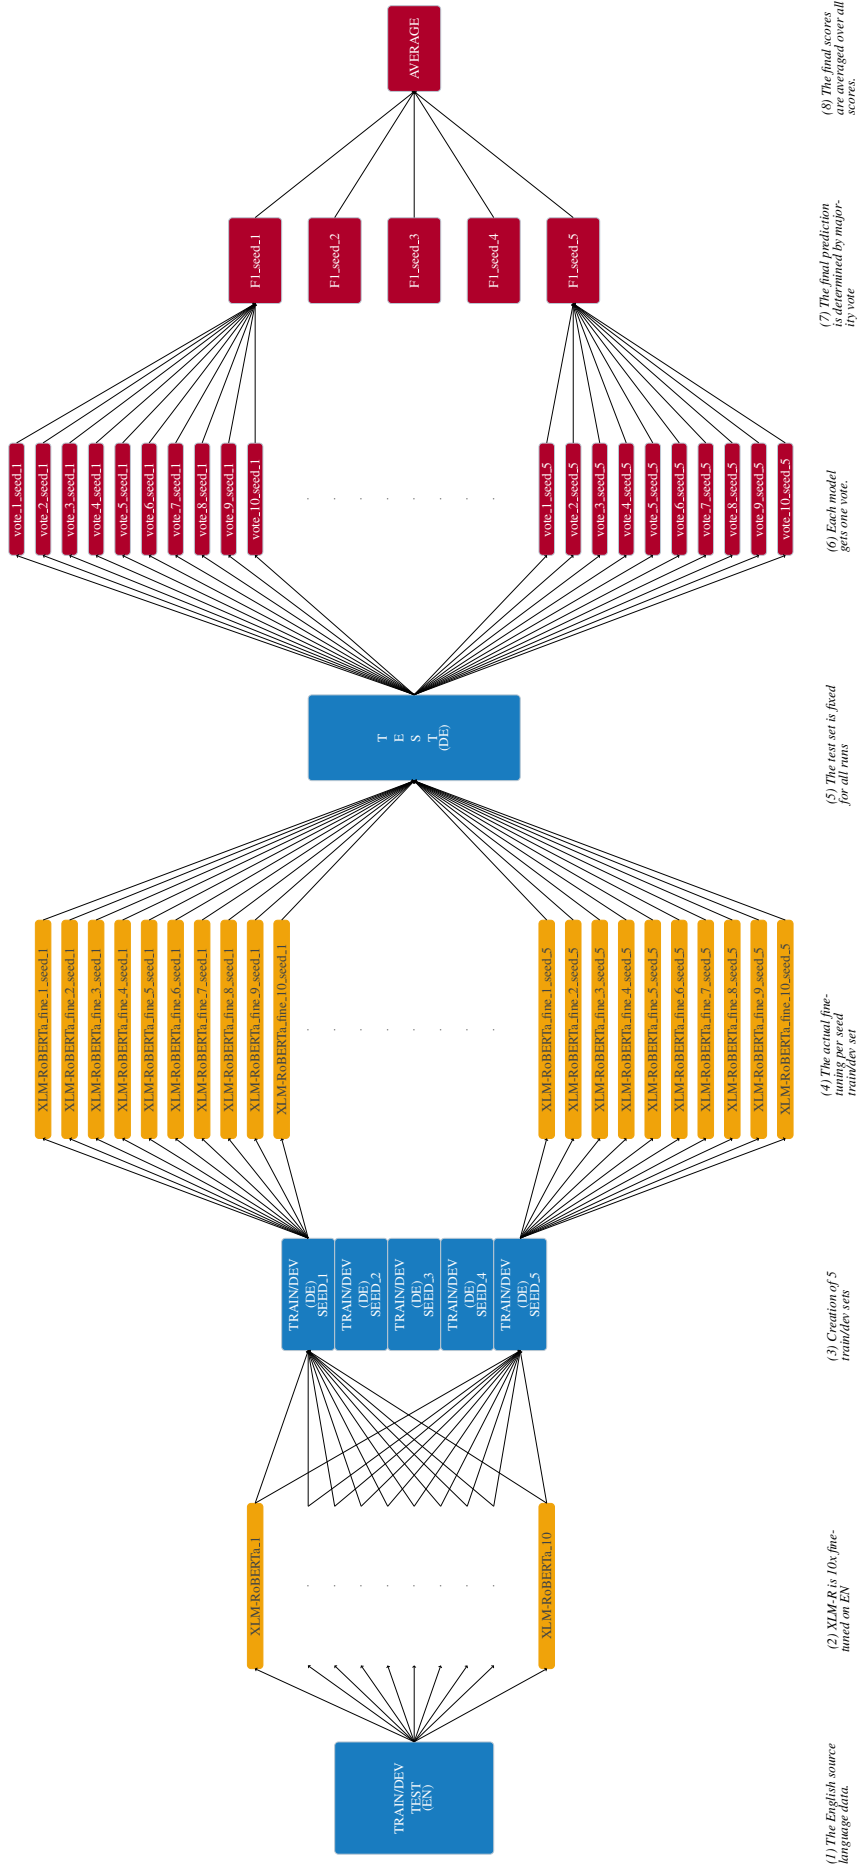 TRAIN/DEV
TEST
(EN)
XLM-RoBERTa_1
XLM-RoBERTa_10
TRAIN/DEV
(DE)
SEED_1
TRAIN/DEV
(DE)
SEED_2
TRAIN/DEV
(DE)
SEED_3
TRAIN/DEV
(DE)
SEED_4
TRAIN/DEV
(DE)
SEED_5
XLM-RoBERTa_fine_1_seed_1
XLM-RoBERTa_fine_2_seed_1
XLM-RoBERTa_fine_3_seed_1
XLM-RoBERTa_fine_4_seed_1
XLM-RoBERTa_fine_5_seed_1
XLM-RoBERTa_fine_6_seed_1
XLM-RoBERTa_fine_7_seed_1
XLM-RoBERTa_fine_8_seed_1
XLM-RoBERTa_fine_9_seed_1
XLM-RoBERTa_fine_10_seed_1
XLM-RoBERTa_fine_1_seed_5
XLM-RoBERTa_fine_2_seed_5
XLM-RoBERTa_fine_3_seed_5
XLM-RoBERTa_fine_4_seed_5
XLM-RoBERTa_fine_5_seed_5
XLM-RoBERTa_fine_6_seed_5
XLM-RoBERTa_fine_7_seed_5
XLM-RoBERTa_fine_8_seed_5
XLM-RoBERTa_fine_9_seed_5
XLM-RoBERTa_fine_10_seed_5
T
E
S
T
(DE)
vote_1_seed_1
vote_2_seed_1
vote_3_seed_1
vote_4_seed_1
vote_5_seed_1
vote_6_seed_1
vote_7_seed_1
vote_8_seed_1
vote_9_seed_1
vote_10_seed_1
vote_1_seed_5
vote_2_seed_5
vote_3_seed_5
vote_4_seed_5
vote_5_seed_5
vote_6_seed_5
vote_7_seed_5
vote_8_seed_5
vote_9_seed_5
vote_10_seed_5
F1_seed_1
F1_seed_2
F1_seed_3
F1_seed_4
F1_seed_5
AVERAGE
(1) The English source
language data.
(2) XLM-R is 10x fine-
tuned on EN
(3) Creation of 5
train/dev sets
(4) The actual fine-
tuning per seed
train/dev set
(5) The test set is fixed
for all runs
(6) Each model
gets one vote.
(7) The final prediction
is determined by major-
ity vote
(8) The final scores
are averaged over all
scores.